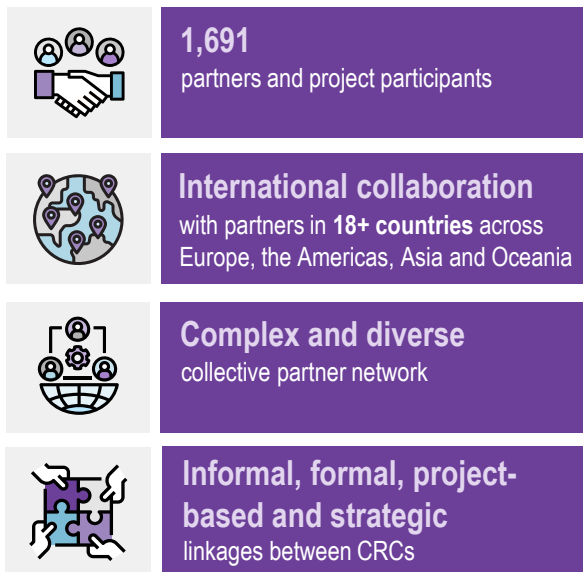 1,691
partners and project participants
International collaboration
with partners in 18+ countries across
Europe, the Americas, Asia and Oceania
Complex and diverse
collective partner network
Informal, formal, project-
based and strategic
linkages between CRCs